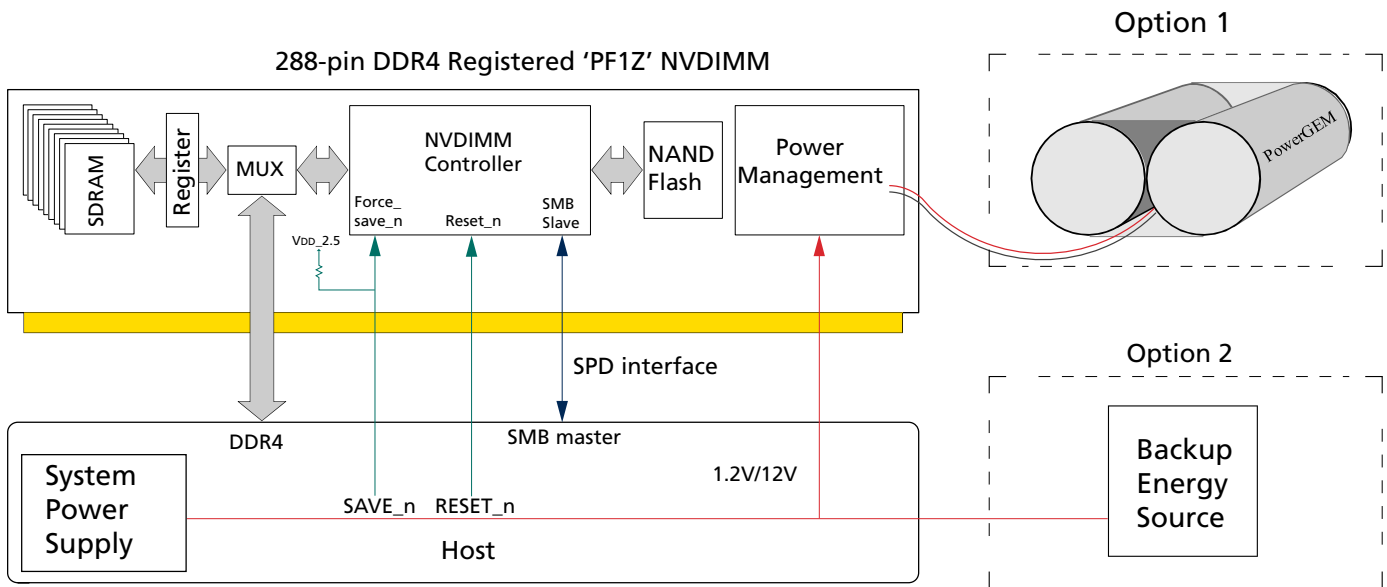 Option 1
288-pin DDR4 Registered ‘PF1Z’ NVDIMM
SDRAM
Register
MUX
NVDIMM
Controller
Force_
save_n
Reset_n
SMB
Slave
NAND
Flash
Power
Management
PowerGEM
VDD_2.5
SPD interface
Option 2
DDR4
SMB master
System
Power
Supply
SAVE_n
RESET_n
1.2V/12V
Host
Backup
Energy
Source